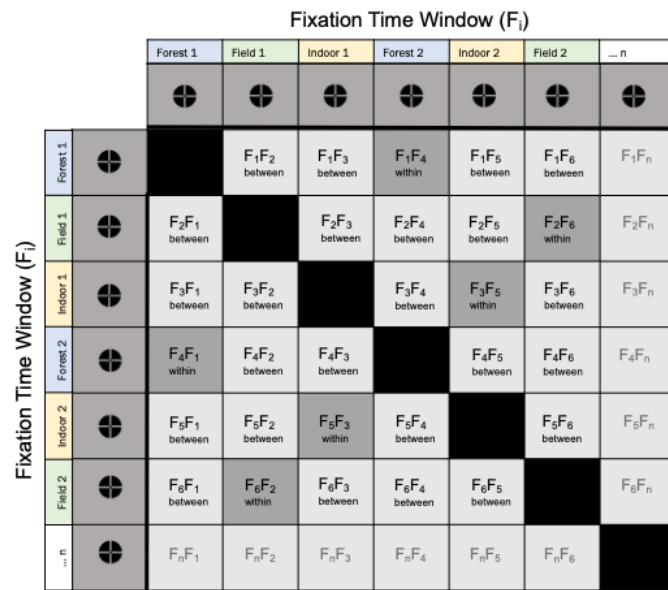 Fixation Time Window (Fᵢ)
Forest 1 Field 1 Indoor 1 Forest 2 Indoor 2 Field 2 ... n
Fixation Time Window (Fᵢ)
Forest 1
F₁F₂ between F₁F₃ between F₁F₄ within F₁F₅ between F₁F₆ between F₁Fₙ
Field 1
F₂F₁ between F₂F₃ between F₂F₄ between F₂F₅ between F₂F₆ within F₂Fₙ
Indoor 1
F₃F₁ between F₃F₂ between F₃F₄ between F₃F₅ within F₃F₆ between F₃Fₙ
Forest 2
F₄F₁ within F₄F₂ between F₄F₃ between F₄F₅ between F₄F₆ between F₄Fₙ
Indoor 2
F₅F₁ between F₅F₂ between F₅F₃ within F₅F₄ between F₅F₆ between F₅Fₙ
Field 2
F₆F₁ between F₆F₂ within F₆F₃ between F₆F₄ between F₆F₅ between F₆Fₙ
... n
FₙF₁ FₙF₂ FₙF₃ FₙF₄ FₙF₅ FₙF₆